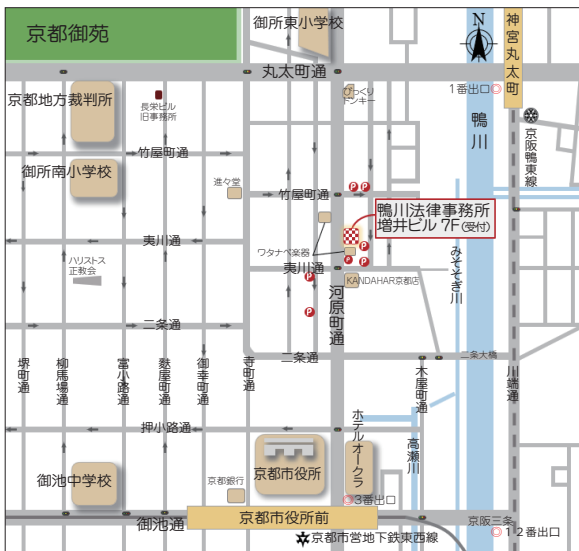 京都御苑
御所東小学校
N
神宮丸太町
丸太町通
1番出口
京都地方裁判所
長栄ビル
旧事務所
びっくり
ドンキー
鴨川
京阪鴨東線
竹屋町通
御所南小学校
進々堂
竹屋町通
P P
鴨川法律事務所
増井ビル 7F(受付)
夷川通
ワタナベ楽器
P
P P
夷川通
みそそぎ川
ハリストス
正教会
P
KANDAHAR京都店
河原町通
P
二条通
二条通
二条大橋
堺町通
柳馬場通
富小路通
麩屋町通
御幸町通
寺町通
木屋町通
川端通
押小路通
ホテルオークラ
高瀬川
御池中学校
京都銀行
京都市役所
3番出口
御池通
京都市役所前
京阪三条
12番出口
京都市営地下鉄東西線